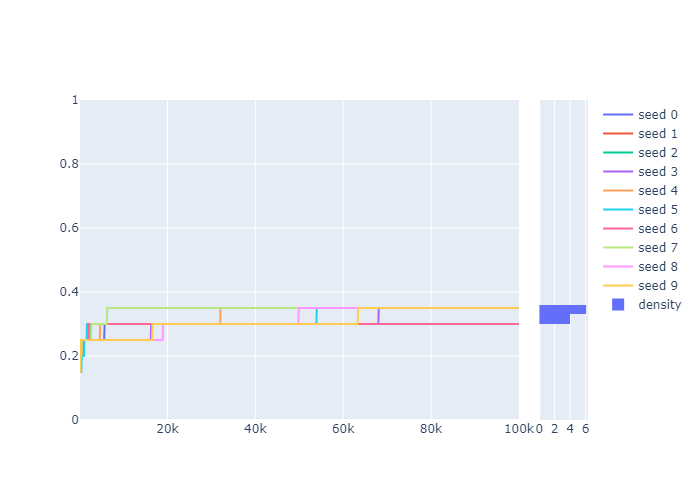 1
0.8
0.6
0.4
0.2
0
20k
40k
60k
80k
100k
0
2
4
6
seed 0
seed 1
seed 2
seed 3
seed 4
seed 5
seed 6
seed 7
seed 8
seed 9
density